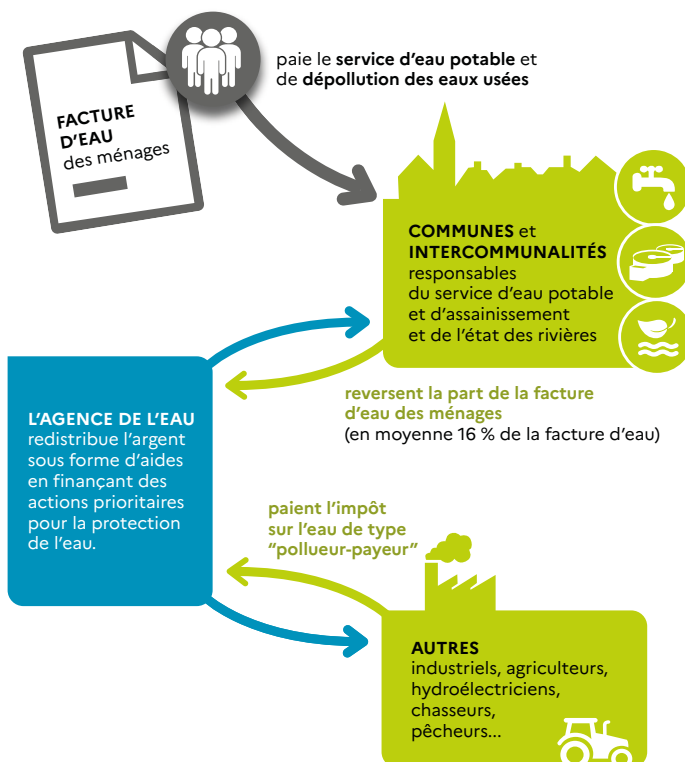 FACTURE
D'EAU
des ménages
paie le service d'eau potable et
de dépollution des eaux usées
COMMUNES et
INTERCOMMUNALITÉS
responsables
du service d'eau potable
et d'assainissement
et de l'état des rivières
reversent la part de la facture
d'eau des ménages
(en moyenne 16 % de la facture d'eau)
L'AGENCE DE L'EAU
redistribue l'argent
sous forme d'aides
en finançant des
actions prioritaires
pour la protection
de l'eau.
paient l'impôt
sur l'eau de type
“pollueur-payeur”
AUTRES
industriels, agriculteurs,
hydroélectriciens,
chasseurs,
pêcheurs...